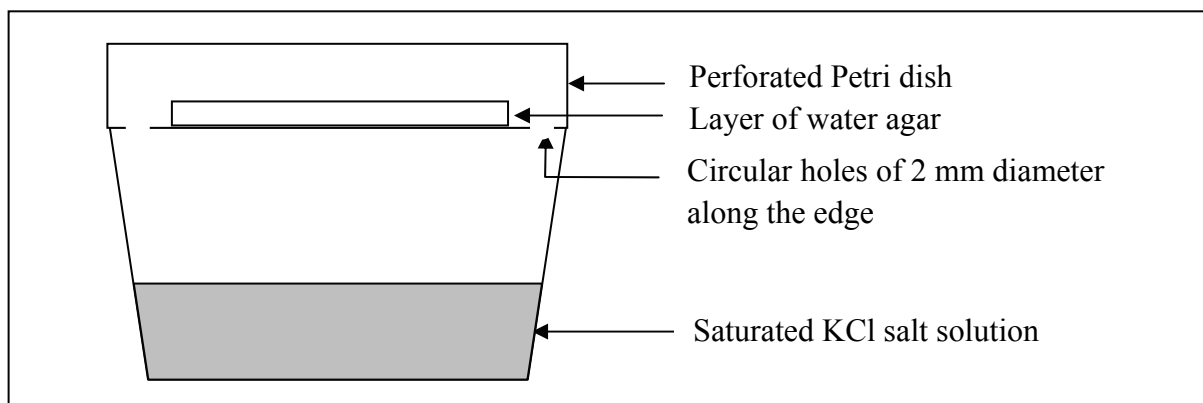 Perforated Petri dish
Layer of water agar
Circular holes of 2 mm diameter
along the edge
Saturated KCl salt solution